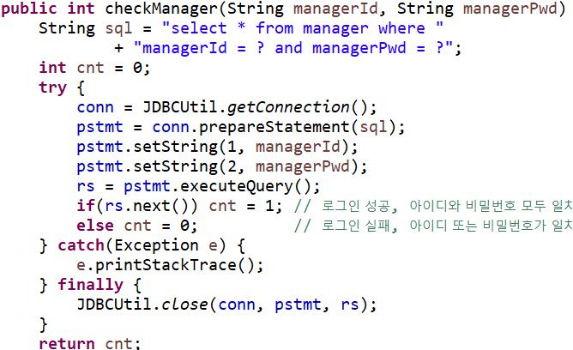 public int checkManager(String managerId, String managerPwd)
String sql = "select * from manager where "
+ "managerId = ? and managerPwd = ?";
int cnt = 0;
try {
conn = JDBCUtil.getConnection();
pstmt = conn.prepareStatement(sql);
pstmt.setString(1, managerId);
pstmt.setString(2, managerPwd);
rs = pstmt.executeQuery();
if(rs.next()) cnt = 1; // 로그인 성공, 아이디와 비밀번호 모두 일치
else cnt = 0; // 로그인 실패, 아이디 또는 비밀번호가 일치
} catch(Exception e) {
e.printStackTrace();
} finally {
JDBCUtil.close(conn, pstmt, rs);
}
return cnt;